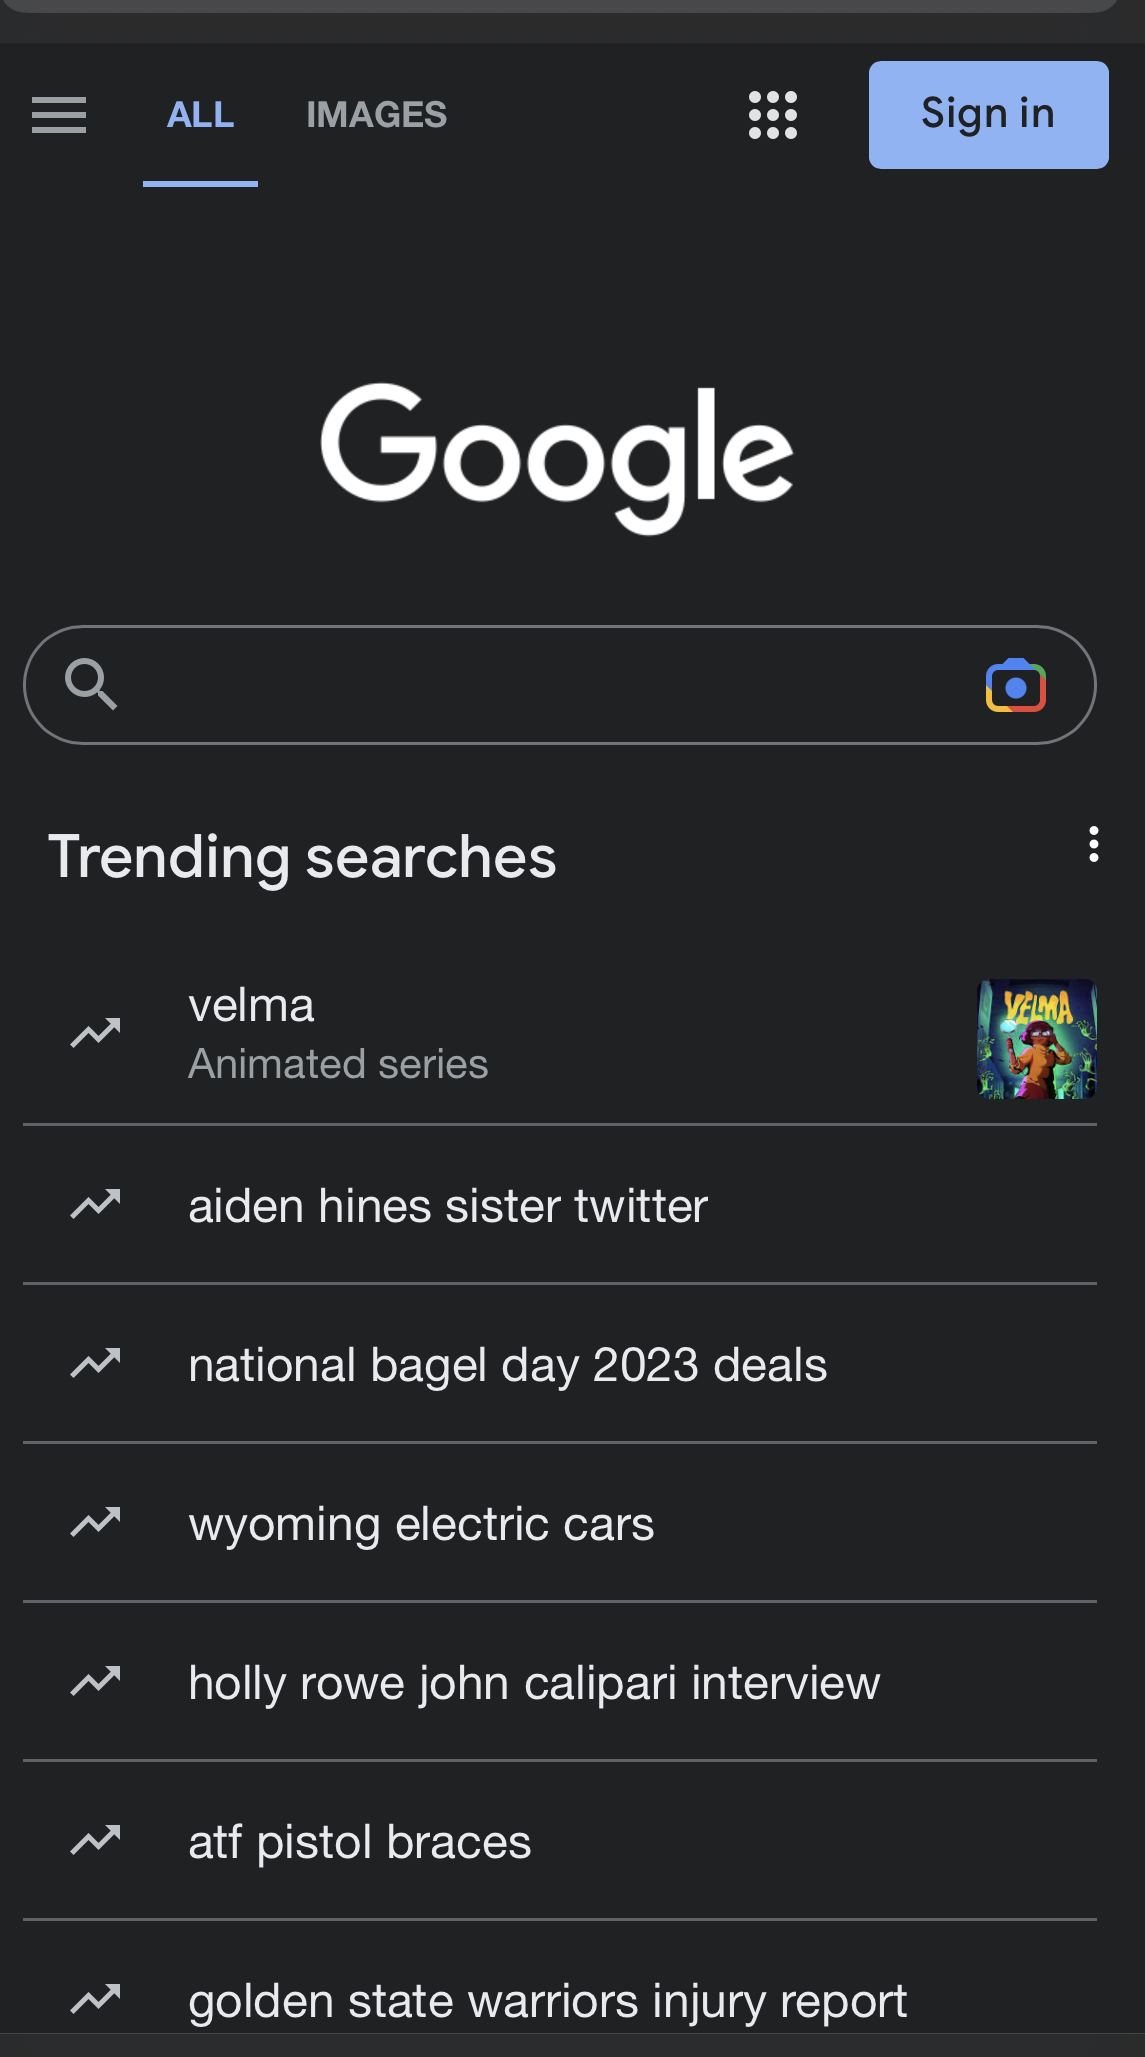 ALL IMAGES Sign in
Google
Trending searches
velma
Animated series
VELMA
aiden hines sister twitter
national bagel day 2023 deals
wyoming electric cars
holly rowe john calipari interview
atf pistol braces
golden state warriors injury report